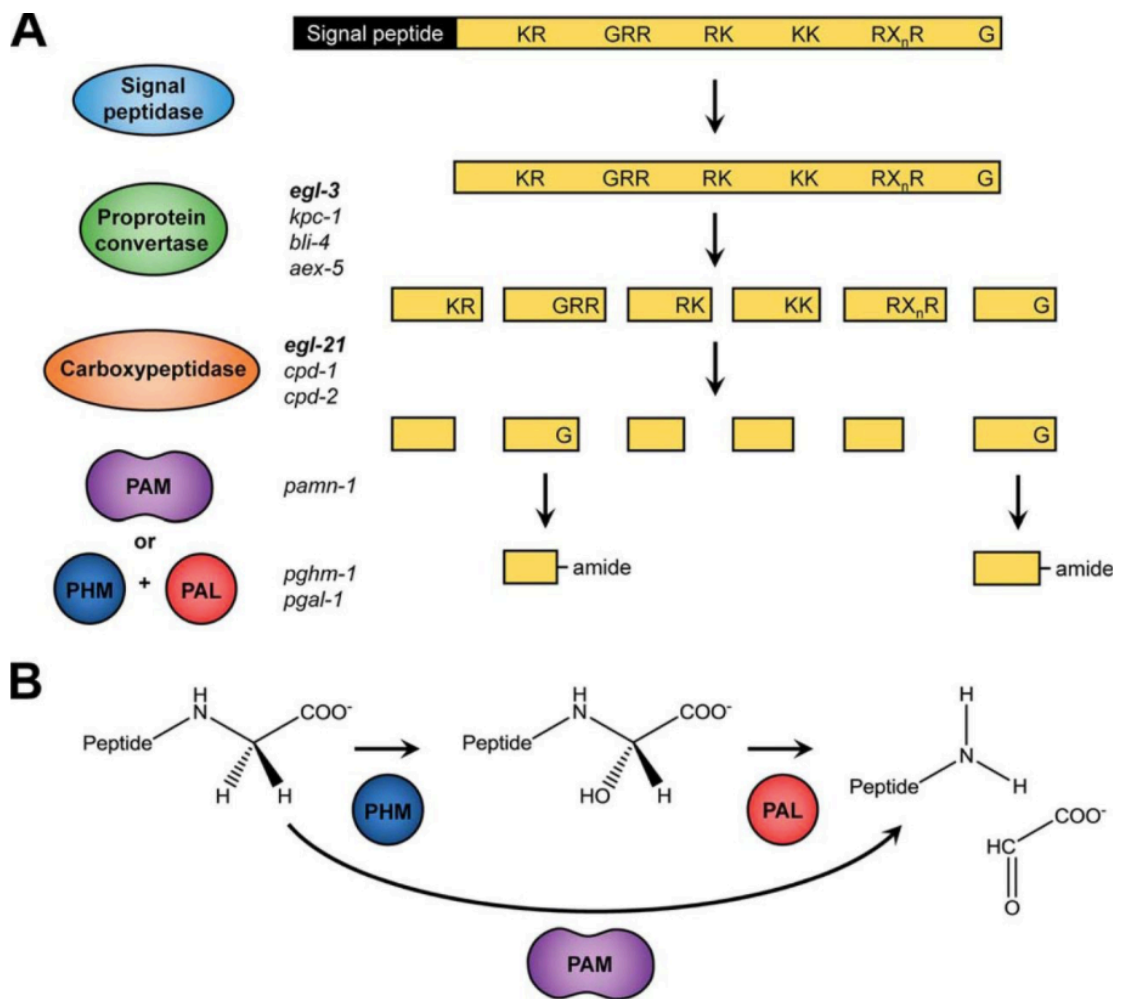 A
Signal peptide KR GRR RK KK RXnR G
Signal
peptidase
KR GRR RK KK RXnR G
Proprotein
convertase
egl-3
kpc-1
bli-4
aex-5
KR GRR RK KK RXnR G
Carboxypeptidase
egl-21
cpd-1
cpd-2
G G
PAM
pamn-1
or
PHM + PAL
pghm-1
pgal-1
amide amide
B
H
N
COO-
Peptide
H H
PHM
H
N
COO-
Peptide
HO H
PAL
H
N
Peptide
H
COO-
HC
O
PAM